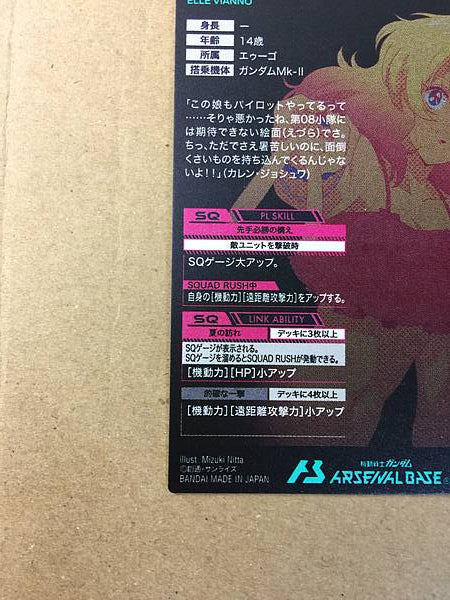 ELLE VIANNO
身長 ー
年齢 14歳
所属 エゥーゴ
搭乗機体 ガンダムMk-II
「この娘もパイロットやってるって
……そりゃ悪かったね、第08小隊に
は期待できない絵面(えづら)でさ。
ちっ、ただでさえ暑苦しいのに、面倒
くさいものを持ち込んでくるんじゃな
いよ!!」(カレン・ジョシュワ)
SQ PL SKILL
先手必勝の構え
敵ユニットを撃破時
SQゲージ大アップ。
SQUAD RUSH中
自身の[機動力][遠距離攻撃力]をアップする。
SQ LINK ABILITY
夏の訪れ デッキに3枚以上
SQゲージが表示される。
SQゲージを溜めるとSQUAD RUSHが発動できる。
[機動力][HP]小アップ
的確な一撃 デッキに4枚以上
[機動力][遠距離攻撃力]小アップ
illust Mizuki Nitta
©創通・サンライズ
BANDAI MADE IN JAPAN
機動戦士ガンダム
ARSENAL BASE